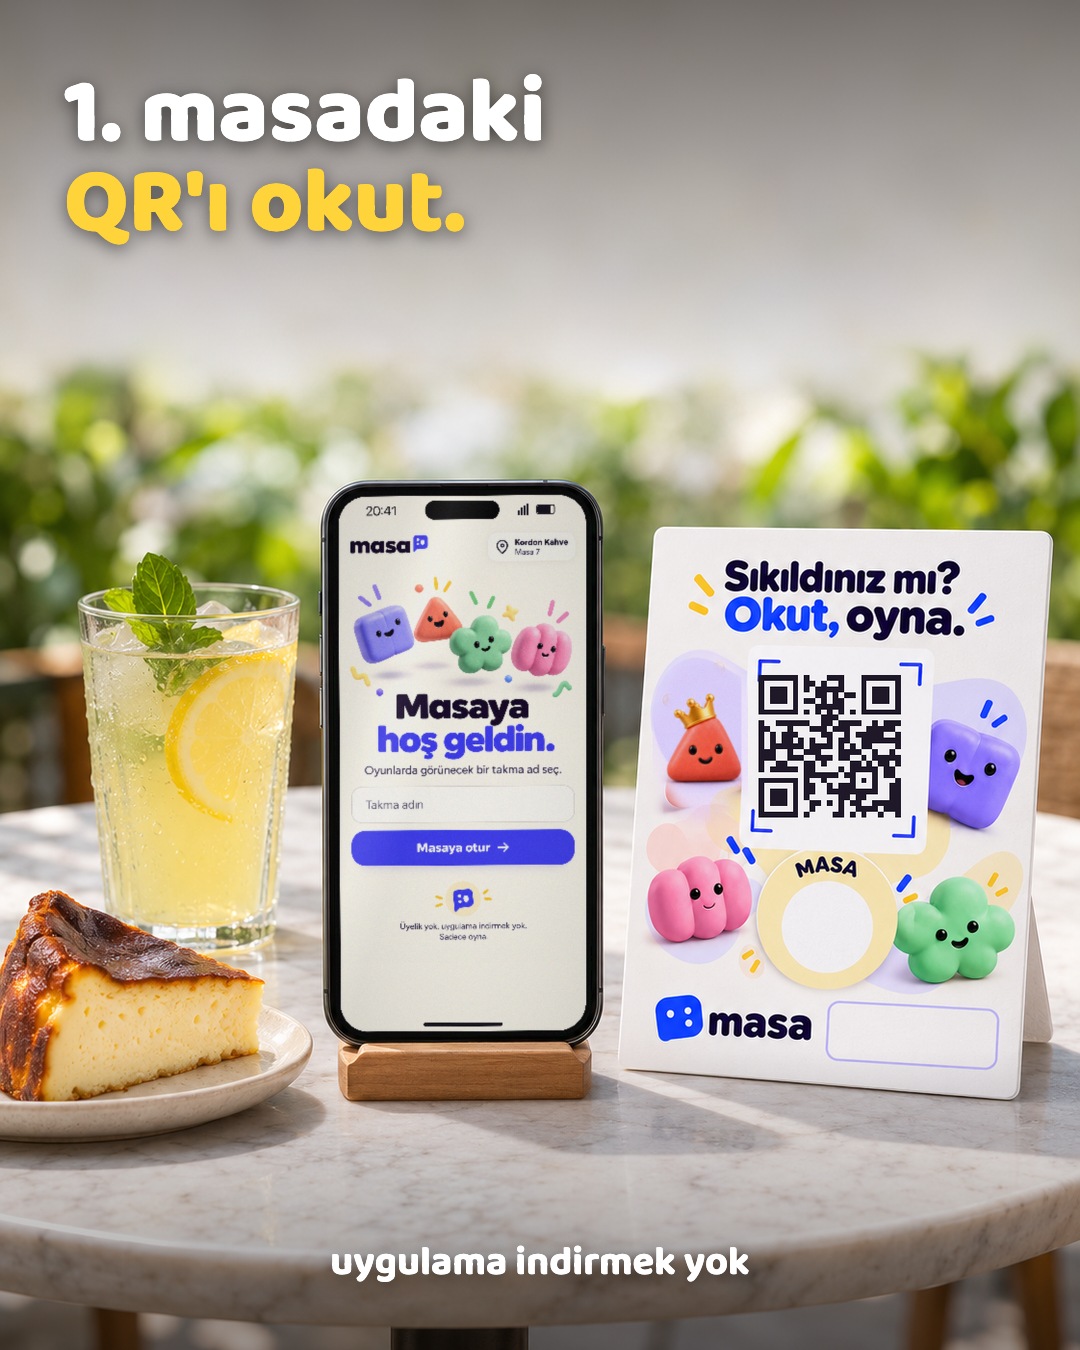 1. masadaki
QR'ı okut.
20:41
masa
Kordon Kahve
Masa 7
Masaya
hoş geldin.
Oyunlarda görünecek bir takma ad seç.
Takma adın
Masaya otur →
Üyelik yok, uygulama indirmek yok.
Sadece oyna
Sıkıldınız mı?
Okut, oyna.
MASA
masa
uygulama indirmek yok